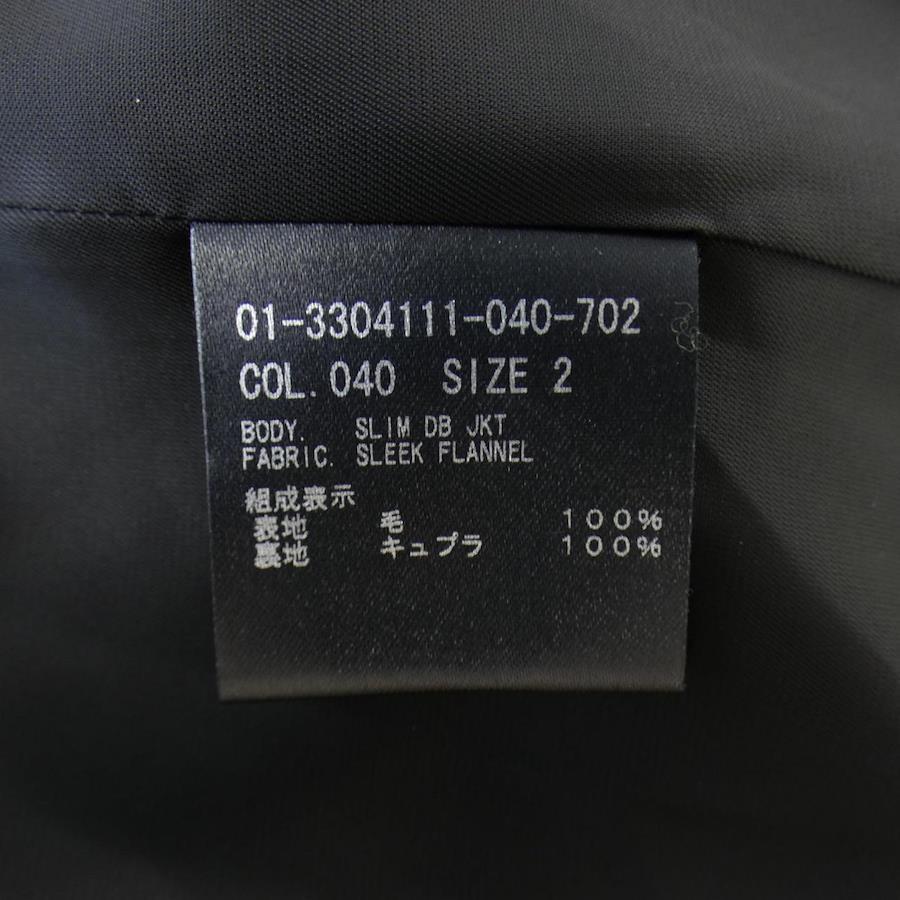 01-3304111-040-702
COL. 040 SIZE 2
BODY. SLIM DB JKT
FABRIC. SLEEK FLANNEL
組成表示
表地 毛 100%
裏地 キュプラ 100%